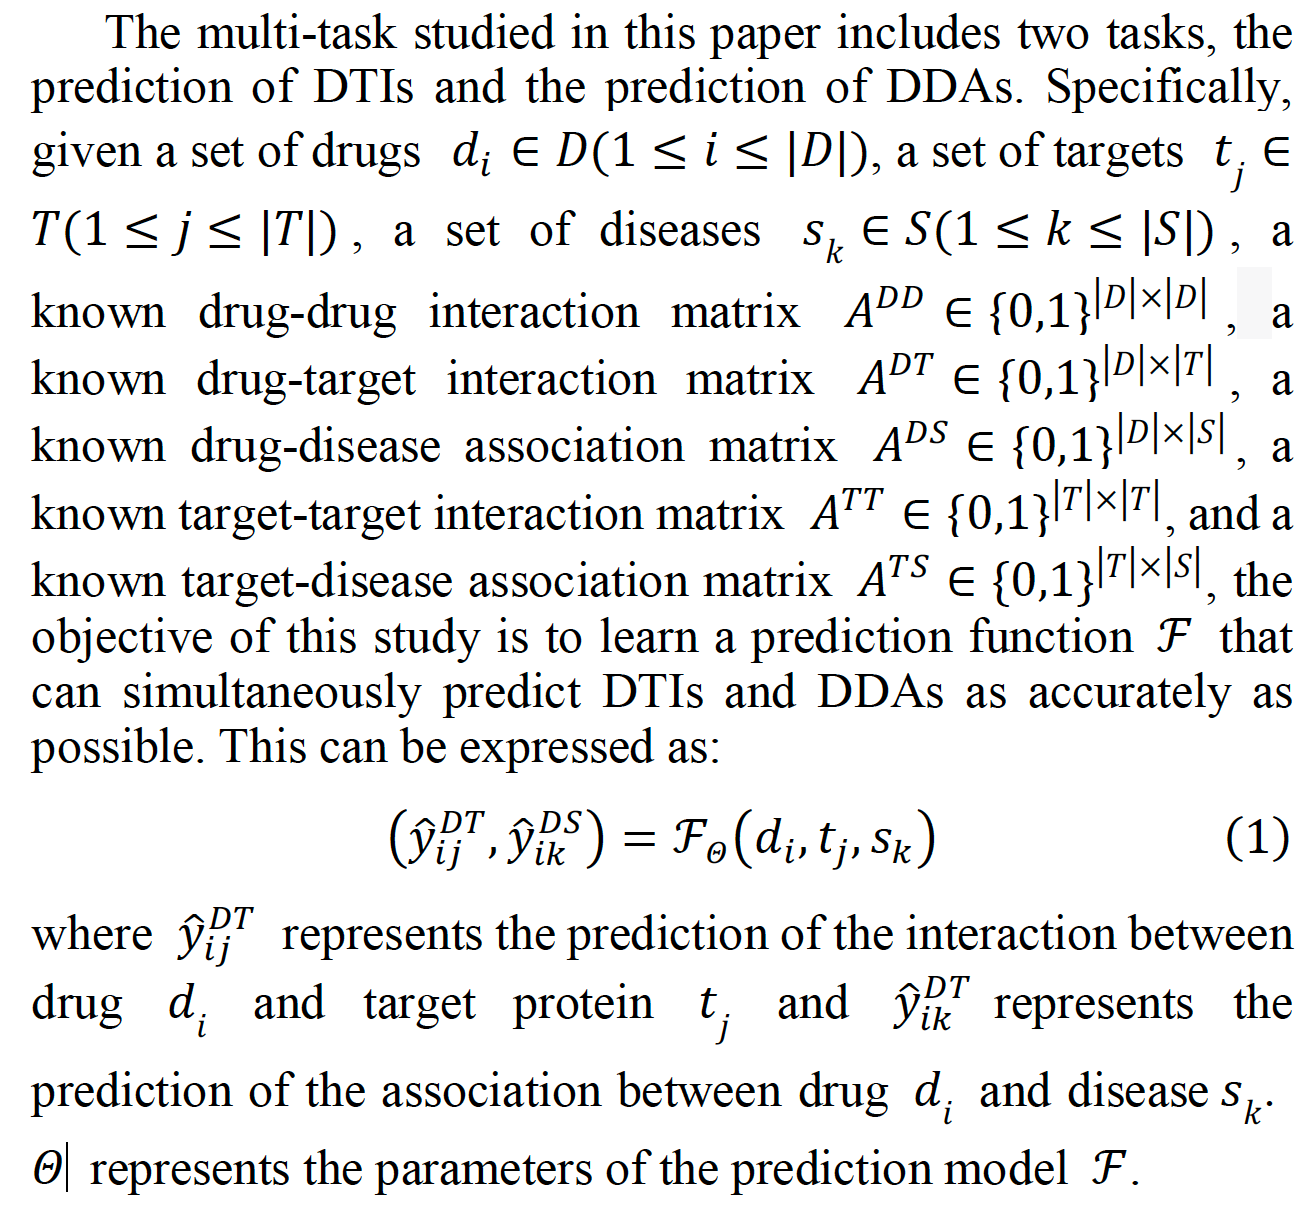 The multi-task studied in this paper includes two tasks, the
prediction of DTIs and the prediction of DDAs. Specifically,
given a set of drugs $d_i \in D(1 \leq i \leq |D|)$, a set of targets $t_j \in$
$T(1 \leq j \leq |T|)$ , a set of diseases $s_k \in S(1 \leq k \leq |S|)$ , a
known drug-drug interaction matrix $A^{DD} \in \{0,1\}^{|D|\times|D|}$ , a
known drug-target interaction matrix $A^{DT} \in \{0,1\}^{|D|\times|T|}$ , a
known drug-disease association matrix $A^{DS} \in \{0,1\}^{|D|\times|S|}$, a
known target-target interaction matrix $A^{TT} \in \{0,1\}^{|T|\times|T|}$, and a
known target-disease association matrix $A^{TS} \in \{0,1\}^{|T|\times|S|}$, the
objective of this study is to learn a prediction function $\mathcal{F}$ that
can simultaneously predict DTIs and DDAs as accurately as
possible. This can be expressed as:
$(\hat{y}_{ij}^{DT}, \hat{y}_{ik}^{DS}) = \mathcal{F}_{\Theta}(d_i, t_j, s_k)$ (1)
where $\hat{y}_{ij}^{DT}$ represents the prediction of the interaction between
drug $d_i$ and target protein $t_j$ and $\hat{y}_{ik}^{DT}$ represents the
prediction of the association between drug $d_i$ and disease $s_k$.
$\Theta$ represents the parameters of the prediction model $\mathcal{F}$.